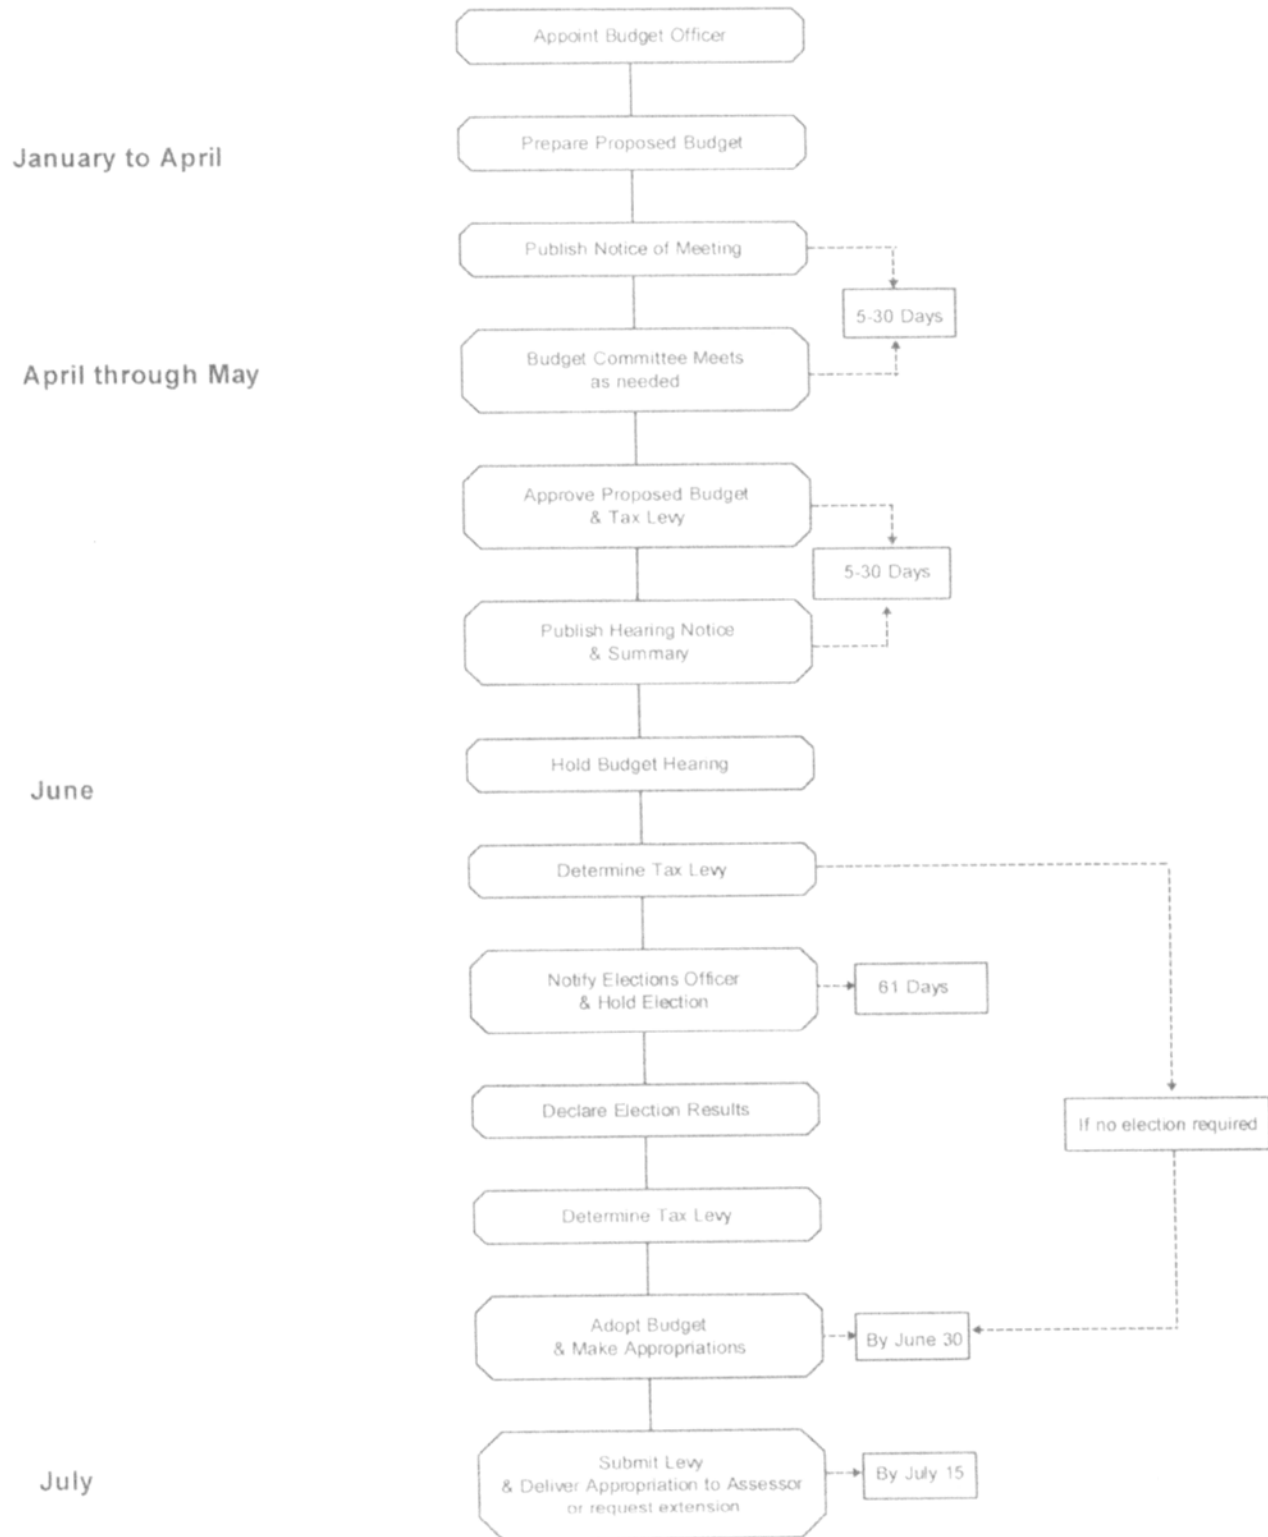 Appoint Budget Officer
January to April
Prepare Proposed Budget
Publish Notice of Meeting
5-30 Days
April through May
Budget Committee Meets
as needed
Approve Proposed Budget
& Tax Levy
5-30 Days
Publish Hearing Notice
& Summary
June
Hold Budget Hearing
Determine Tax Levy
Notify Elections Officer
& Hold Election
61 Days
Declare Election Results
If no election required
Determine Tax Levy
Adopt Budget
& Make Appropriations
By June 30
July
Submit Levy
& Deliver Appropriation to Assessor
or request extension
By July 15